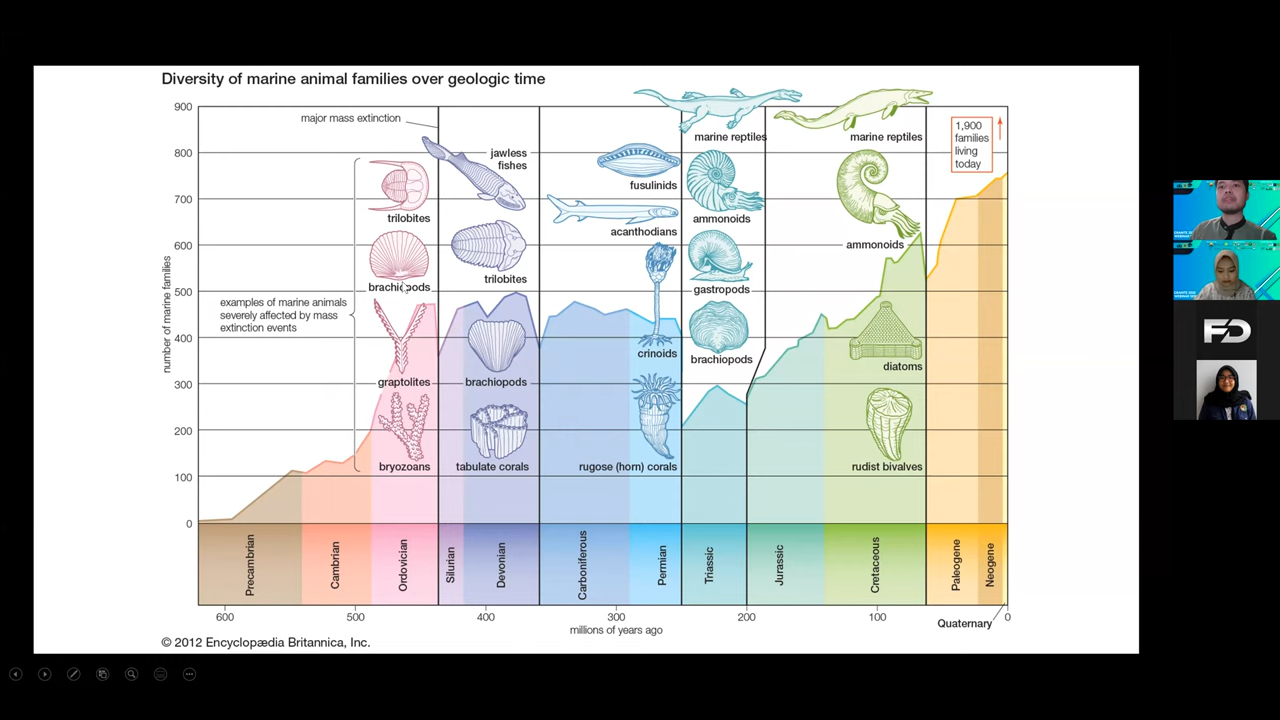 Diversity of marine animal families over geologic time
900
800
700
600
500
400
300
200
100
0
number of marine families
major mass extinction
examples of marine animals
severely affected by mass
extinction events
trilobites
brachiopods
graptolites
bryozoans
jawless
fishes
trilobites
brachiopods
tabulate corals
fusulinids
acanthodians
crinoids
rugose (horn) corals
marine reptiles
ammonoids
gastropods
brachiopods
marine reptiles
ammonoids
diatoms
rudist bivalves
1,900
families
living
today
Precambrian
Cambrian
Ordovician
Silurian
Devonian
Carboniferous
Permian
Triassic
Jurassic
Cretaceous
Paleogene
Neogene
Quaternary
600
500
400
300
200
100
0
millions of years ago
© 2012 Encyclopædia Britannica, Inc.
FD